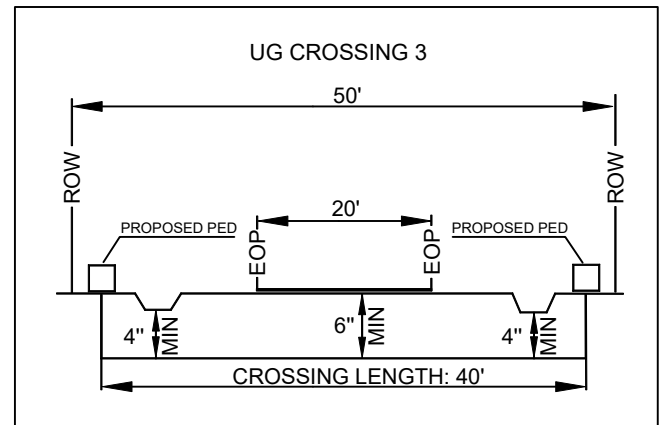 UG CROSSING 3
50'
ROW
ROW
20'
PROPOSED PED
PROPOSED PED
EOP
EOP
4"
MIN
6"
MIN
4"
MIN
CROSSING LENGTH: 40'